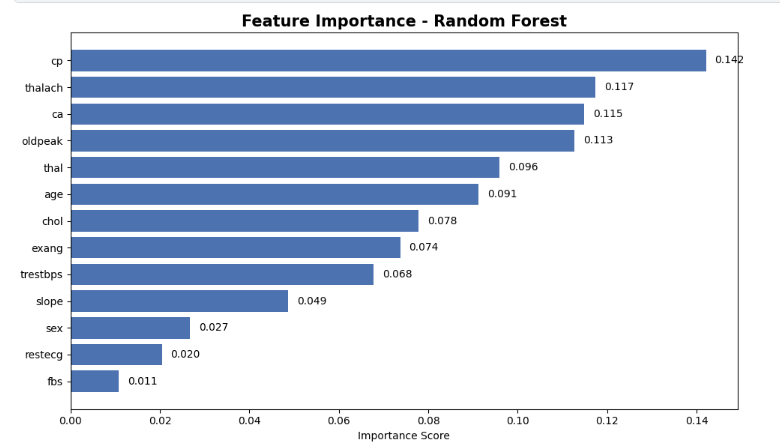 Feature Importance - Random Forest
cp 0.142
thalach 0.117
ca 0.115
oldpeak 0.113
thal 0.096
age 0.091
chol 0.078
exang 0.074
trestbps 0.068
slope 0.049
sex 0.027
restecg 0.020
fbs 0.011
0.00 0.02 0.04 0.06 0.08 0.10 0.12 0.14
Importance Score